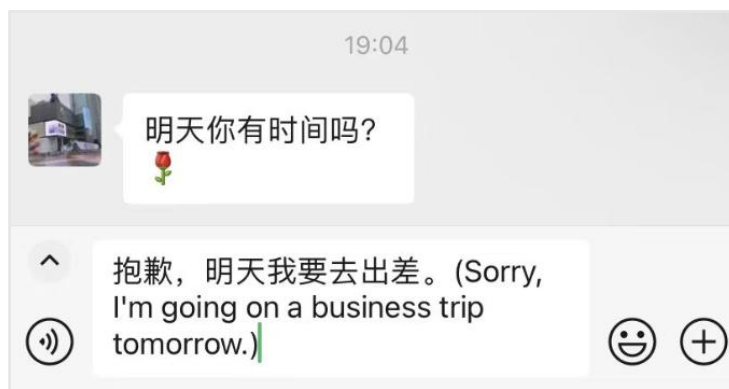 19:04
明天你有时间吗?
🌹
抱歉，明天我要去出差。(Sorry,
I'm going on a business trip
tomorrow.)